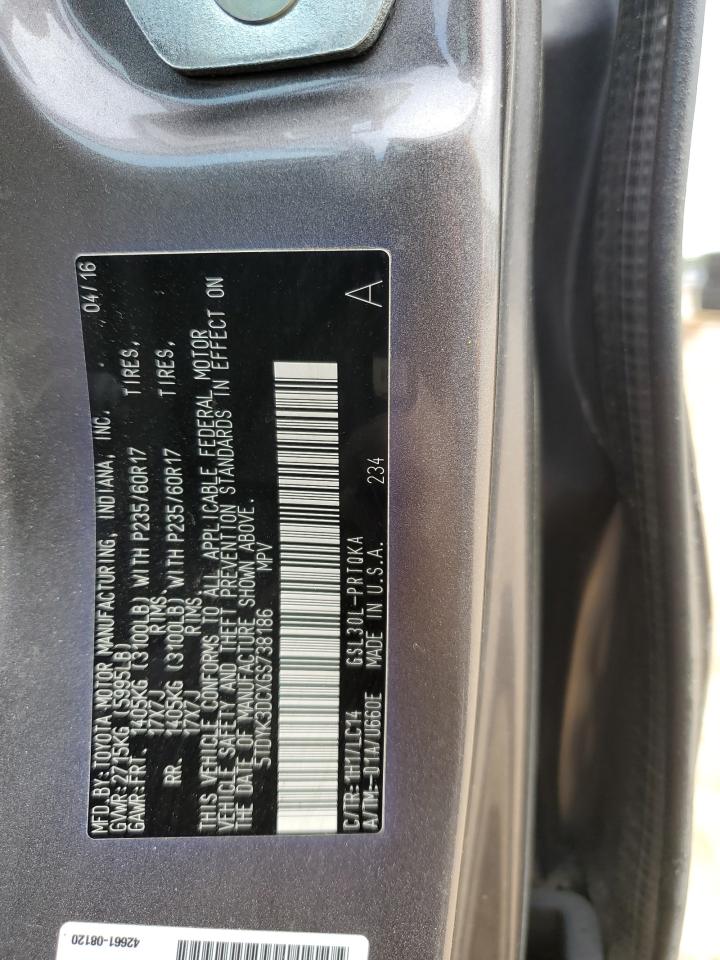 MFD. BY: TOYOTA MOTOR MANUFACTURING, INDIANA, INC. 04/16
GVWR: 2715KG (5995LB)
GAWR: FRT. 1405KG (3100LB) WITH P235/60R17 TIRES,
17X7J RIMS.
RR. 1405KG (3100LB) WITH P235/60R17 TIRES,
17X7J RIMS.
THIS VEHICLE CONFORMS TO ALL APPLICABLE FEDERAL MOTOR
VEHICLE SAFETY AND THEFT PREVENTION STANDARDS IN EFFECT ON
THE DATE OF MANUFACTURE SHOWN ABOVE.
5TDYK3DCXGS738186 MPV
C/TR: 1H1/LC14 GSL30L-PRTOKA A
A/TM: -01A/U660E MADE IN U.S.A. 234
42661-08120